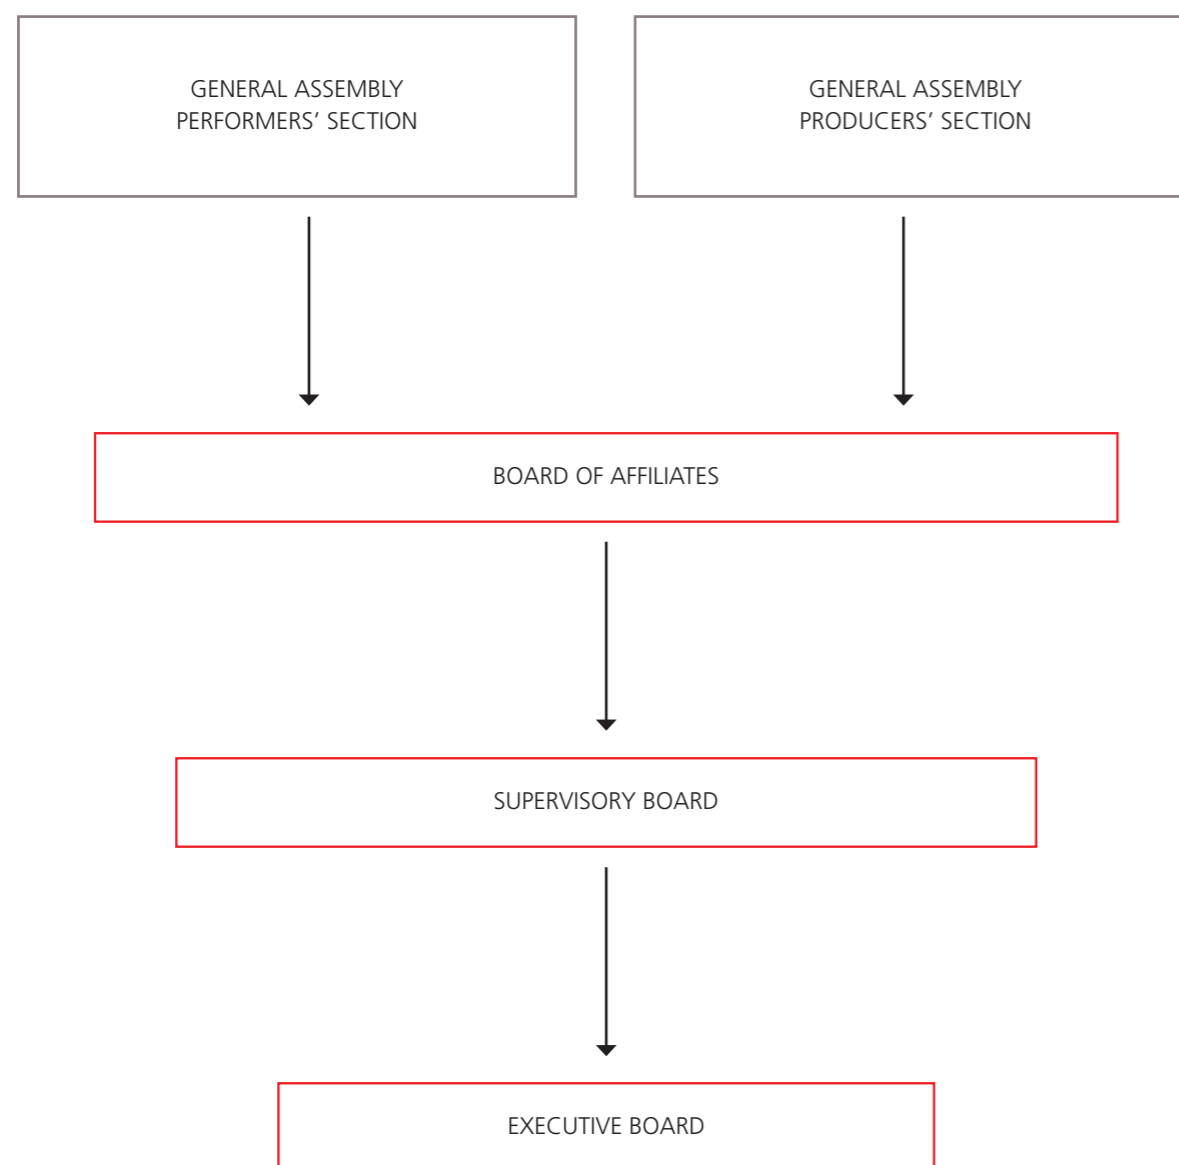 GENERAL ASSEMBLY
PERFORMERS’ SECTION
GENERAL ASSEMBLY
PRODUCERS’ SECTION
BOARD OF AFFILIATES
SUPERVISORY BOARD
EXECUTIVE BOARD